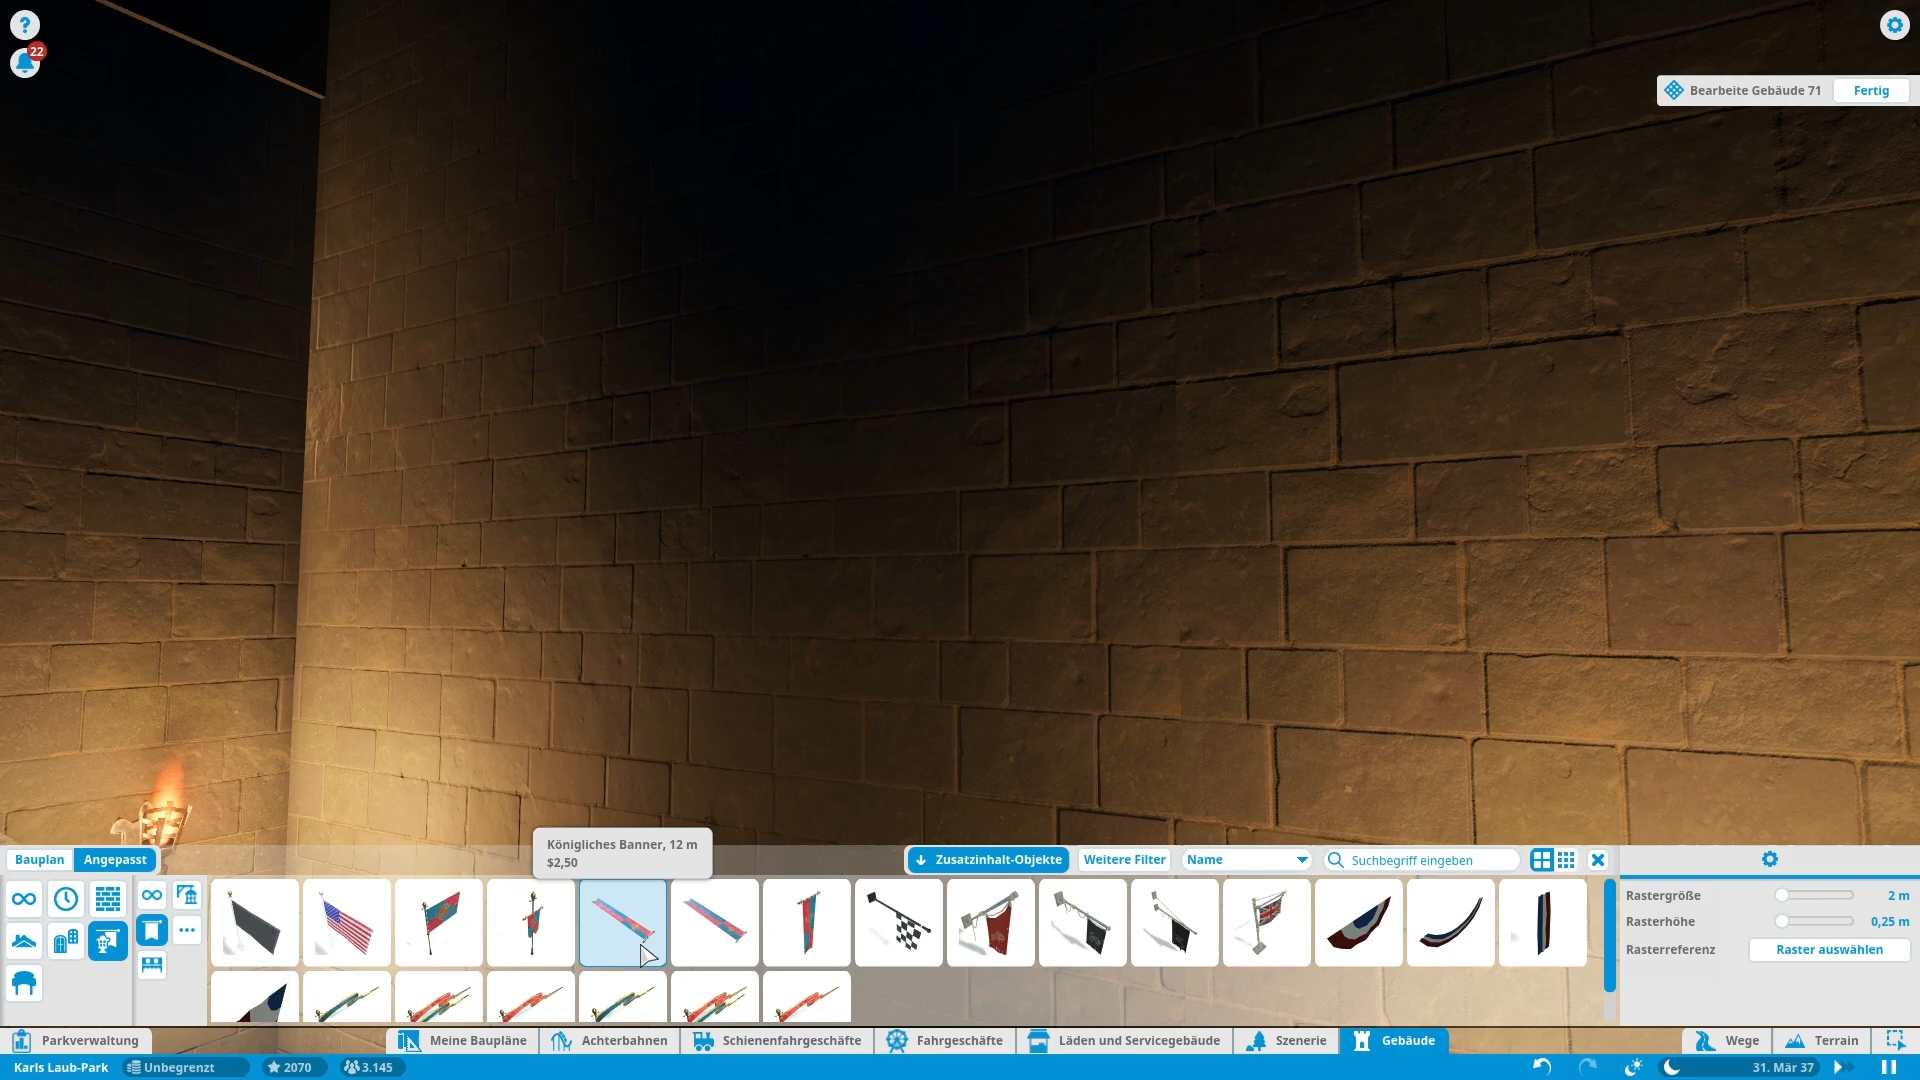 ?
22
Bearbeite Gebäude 71
Fertig
Königliches Banner, 12 m
$2,50
Bauplan
Angepasst
Zusatzinhalt-Objekte
Weitere Filter
Name
Suchbegriff eingeben
Rastergröße
2 m
Rasterhöhe
0,25 m
Rasterreferenz
Raster auswählen
Parkverwaltung
Meine Baupläne
Achterbahnen
Schienenfahrgeschäfte
Fahrgeschäfte
Läden und Servicegebäude
Szenerie
Gebäude
Wege
Terrain
Karls Laub-Park
Unbegrenzt
2070
3.145
31. Mär 37